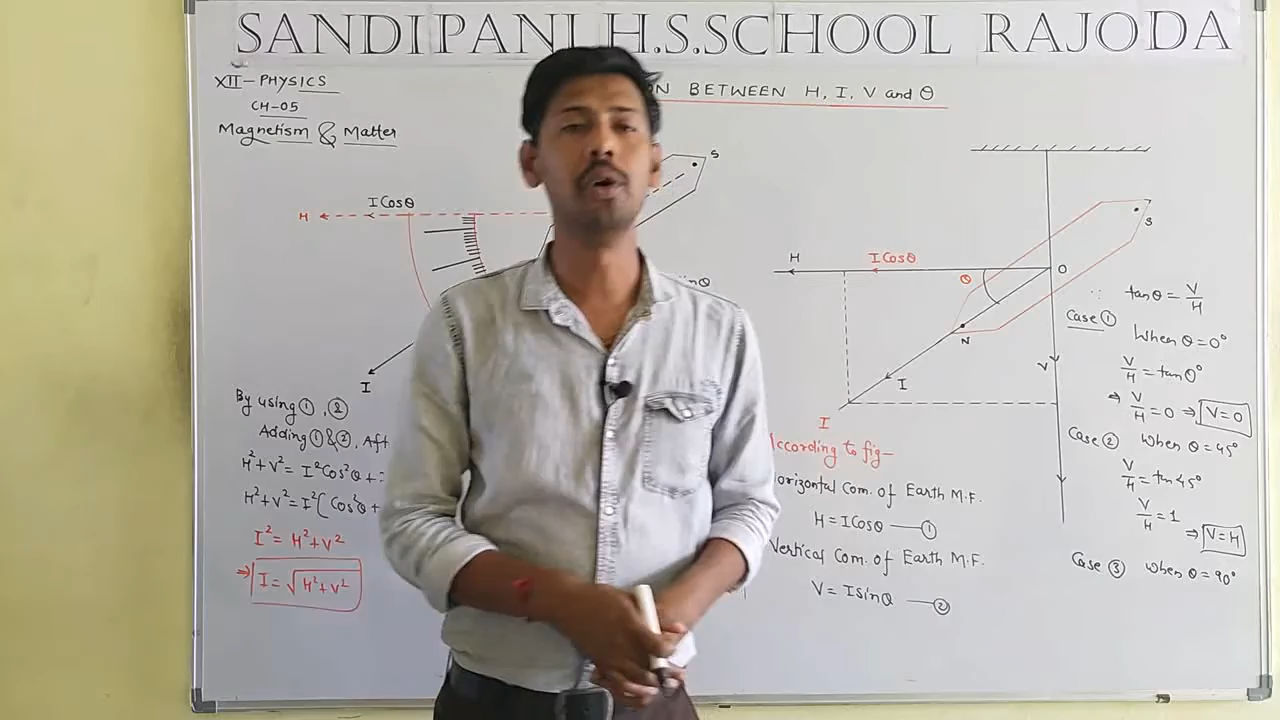 SANDIPANI H.S.SCHOOL RAJODA
XII-PHYSICS
CH-05
Magnetism & Matter
BETWEEN H, I, V and θ
S
ICosθ
H
I
By using ①, ②
Adding ① & ②,
H²+V²= I²Cos²θ+
H²+V²= I²(Cos²θ+
I² = H²+V²
⇒ I = √H²+V²
S
H
ICosθ
θ
O
N
I
V
I
According to fig-
Horizontal Com. of Earth M.F.
H = ICosθ —①
Vertical Com. of Earth M.F.
V = Isinθ —②
∵ tanθ = V/H
Case ①
When θ=0°
V/H = tan0°
⇒ V/H = 0 ⇒ V=0
Case ② When θ=45°
V/H = tan45°
V/H = 1
⇒ V=H
Case ③ When θ=90°